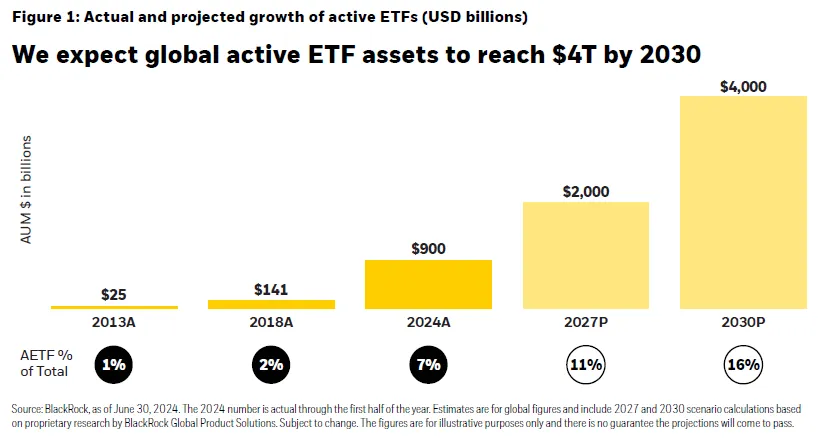 Figure 1: Actual and projected growth of active ETFs (USD billions)
We expect global active ETF assets to reach $4T by 2030
AUM $ in billions
$25
$141
$900
$2,000
$4,000
2013A
2018A
2024A
2027P
2030P
AETF %
of Total
1%
2%
7%
11%
16%
Source: BlackRock, as of June 30, 2024. The 2024 number is actual through the first half of the year. Estimates are for global figures and include 2027 and 2030 scenario calculations based
on proprietary research by BlackRock Global Product Solutions. Subject to change. The figures are for illustrative purposes only and there is no guarantee the projections will come to pass.